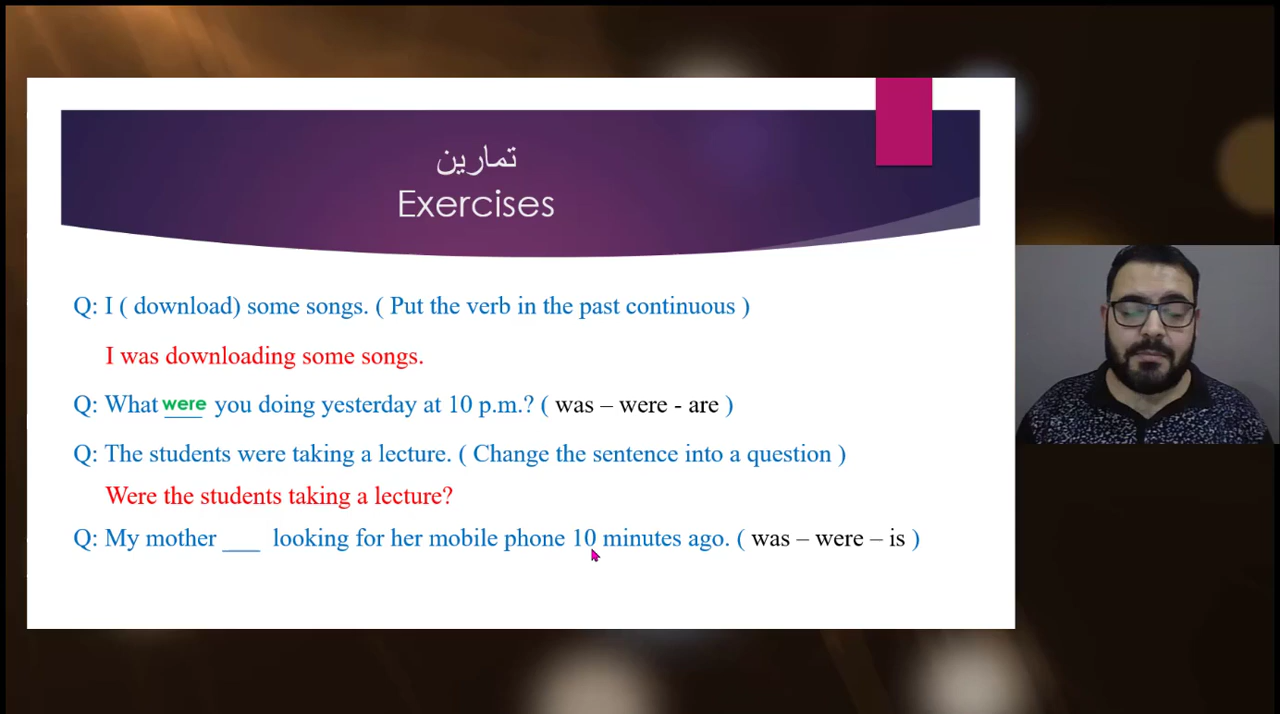 تمارين
Exercises
Q: I ( download) some songs. ( Put the verb in the past continuous )
I was downloading some songs.
Q: What were you doing yesterday at 10 p.m.? ( was – were - are )
Q: The students were taking a lecture. ( Change the sentence into a question )
Were the students taking a lecture?
Q: My mother ___ looking for her mobile phone 10 minutes ago. ( was – were – is )